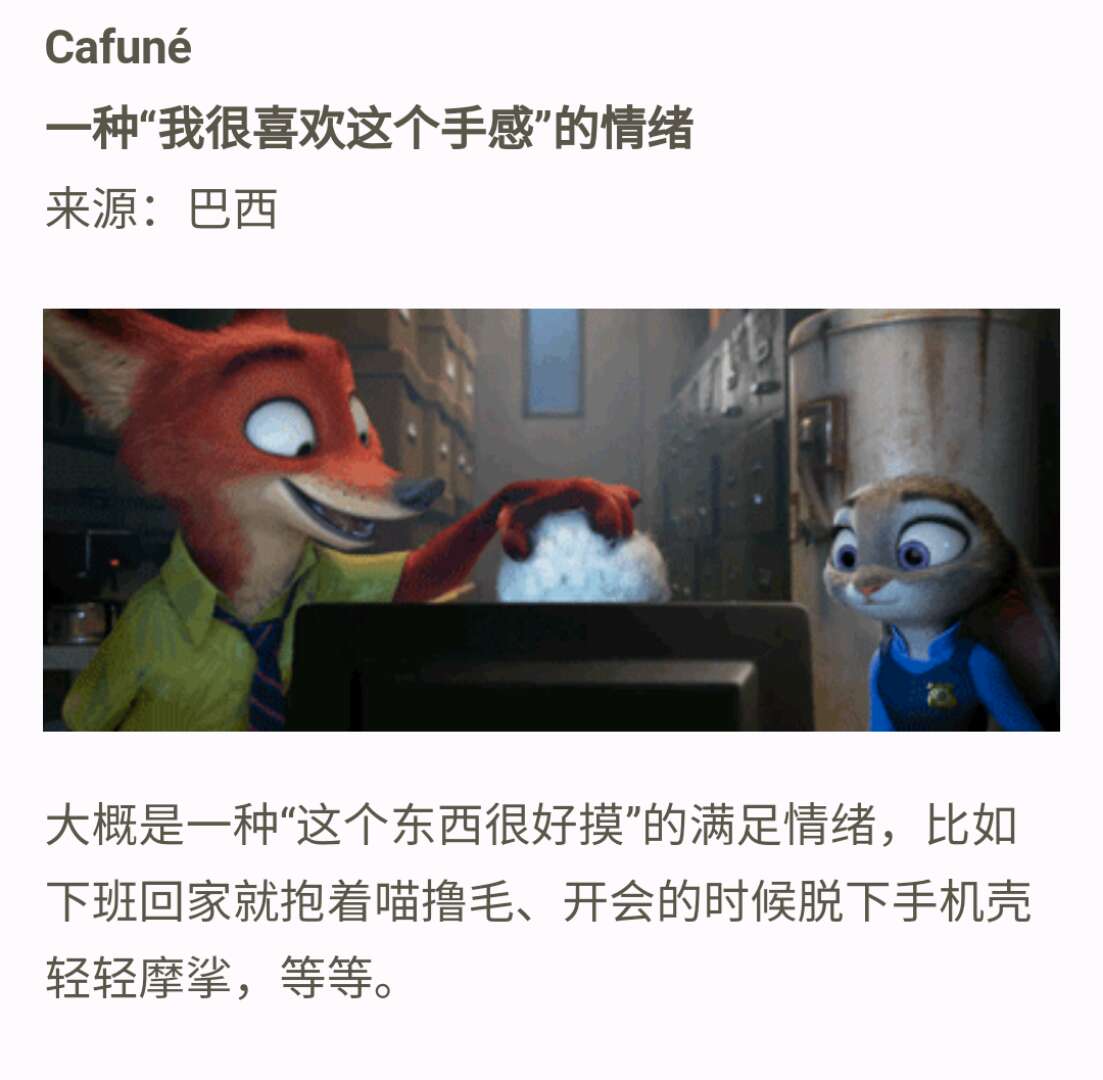 Cafuné
一种“我很喜欢这个手感”的情绪
来源：巴西
大概是一种“这个东西很好摸”的满足情绪，比如
下班回家就抱着喵撸毛、开会的时候脱下手机壳
轻轻摩挲，等等。